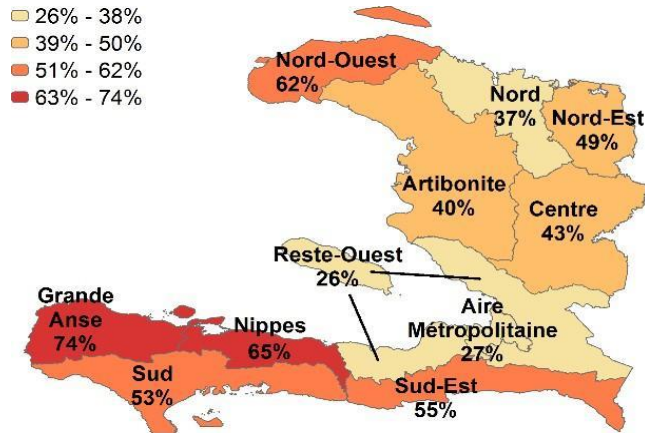 26% - 38%
39% - 50%
51% - 62%
63% - 74%
Nord-Ouest
62%
Nord
37%
Nord-Est
49%
Artibonite
40%
Centre
43%
Reste-Ouest
26%
Grande
Anse
74%
Nippes
65%
Aire
Métropolitaine
27%
Sud
53%
Sud-Est
55%